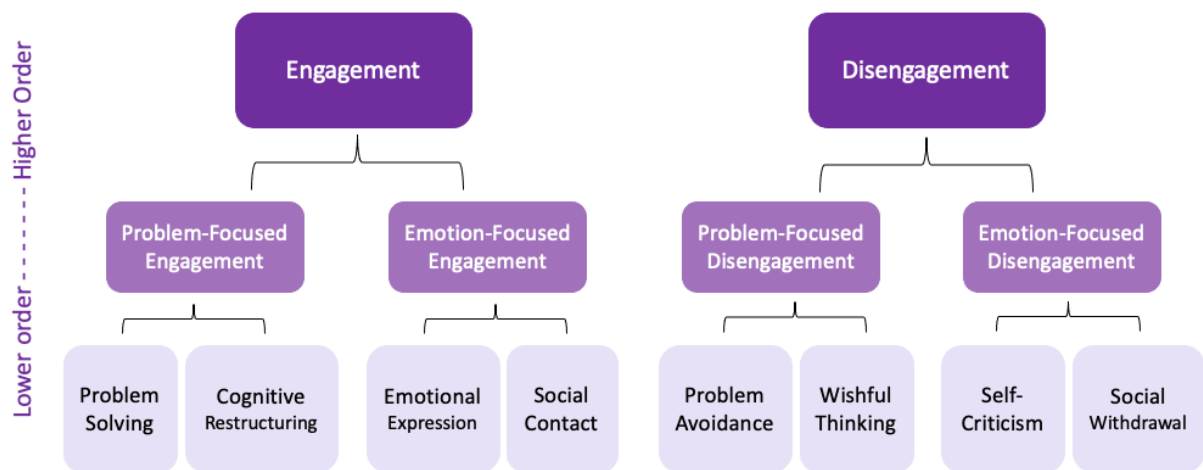 Lower order - - - - - - - Higher Order
Engagement
Disengagement
Problem-Focused
Engagement
Emotion-Focused
Engagement
Problem-Focused
Disengagement
Emotion-Focused
Disengagement
Problem
Solving
Cognitive
Restructuring
Emotional
Expression
Social
Contact
Problem
Avoidance
Wishful
Thinking
Self-
Criticism
Social
Withdrawal